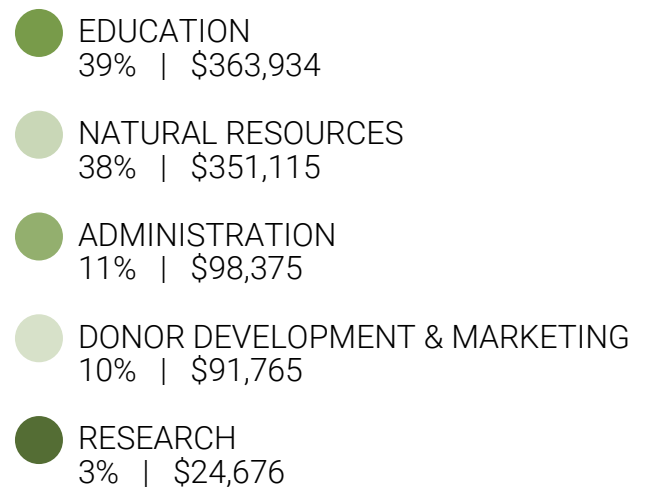 EDUCATION
39% | $363,934
NATURAL RESOURCES
38% | $351,115
ADMINISTRATION
11% | $98,375
DONOR DEVELOPMENT & MARKETING
10% | $91,765
RESEARCH
3% | $24,676